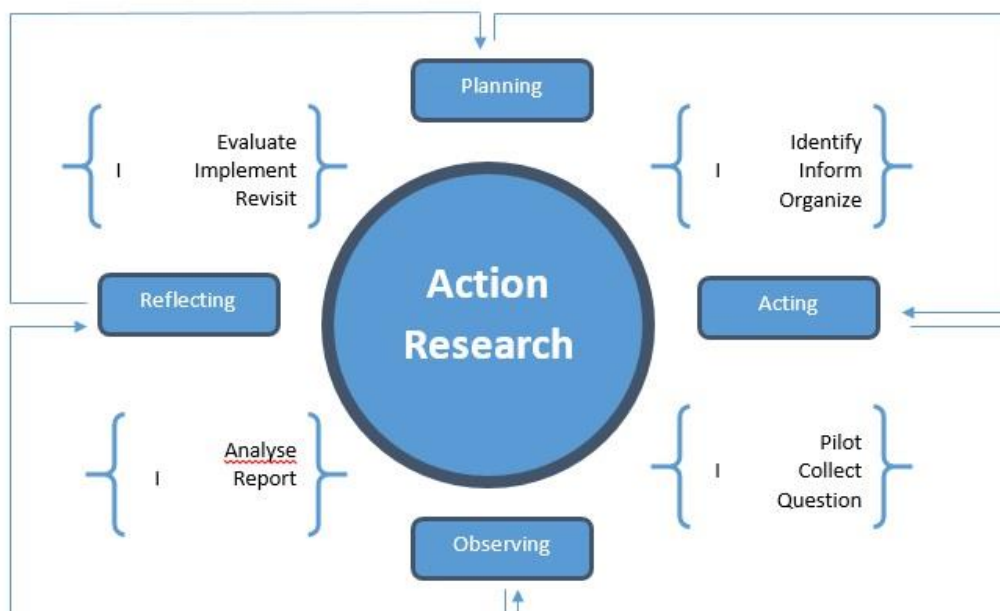 Planning
Evaluate
I Implement
Revisit
Identify
I Inform
Organize
Reflecting
Action
Research
Acting
Analyse
I Report
Pilot
I Collect
Question
Observing